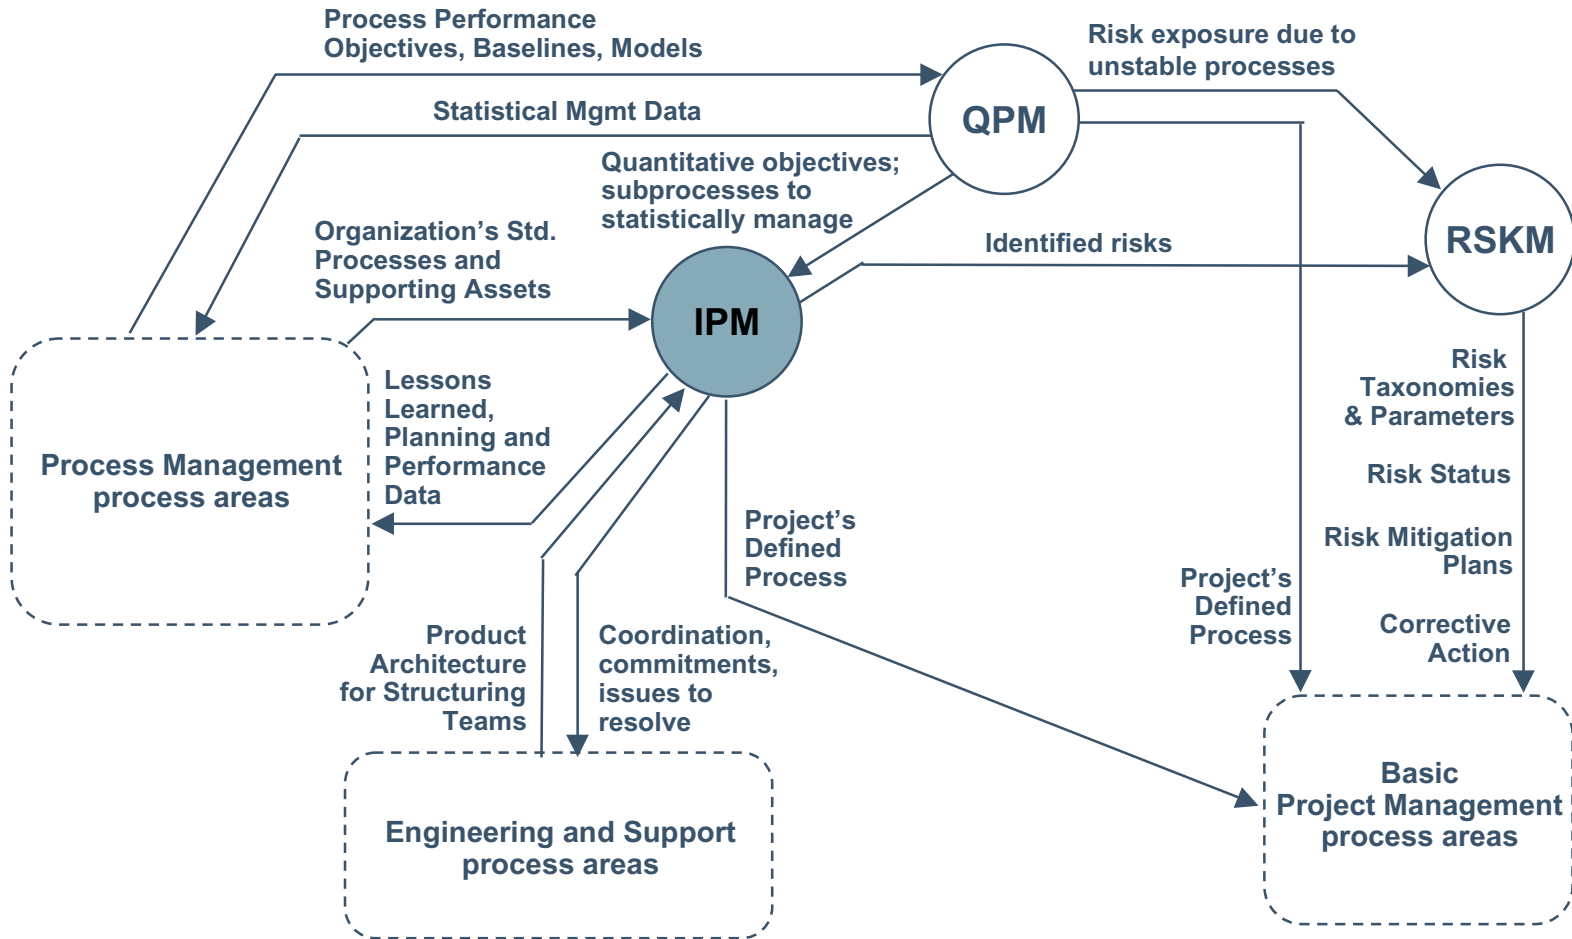 Process Performance
Objectives, Baselines, Models
Risk exposure due to
unstable processes
Statistical Mgmt Data
QPM
Quantitative objectives;
subprocesses to
statistically manage
Organization’s Std.
Processes and
Supporting Assets
Identified risks
RSKM
IPM
Lessons
Learned,
Planning and
Performance
Data
Process Management
process areas
Risk
Taxonomies
& Parameters
Risk Status
Risk Mitigation
Plans
Corrective
Action
Project’s
Defined
Process
Project’s
Defined
Process
Product
Architecture
for Structuring
Teams
Coordination,
commitments,
issues to
resolve
Engineering and Support
process areas
Basic
Project Management
process areas